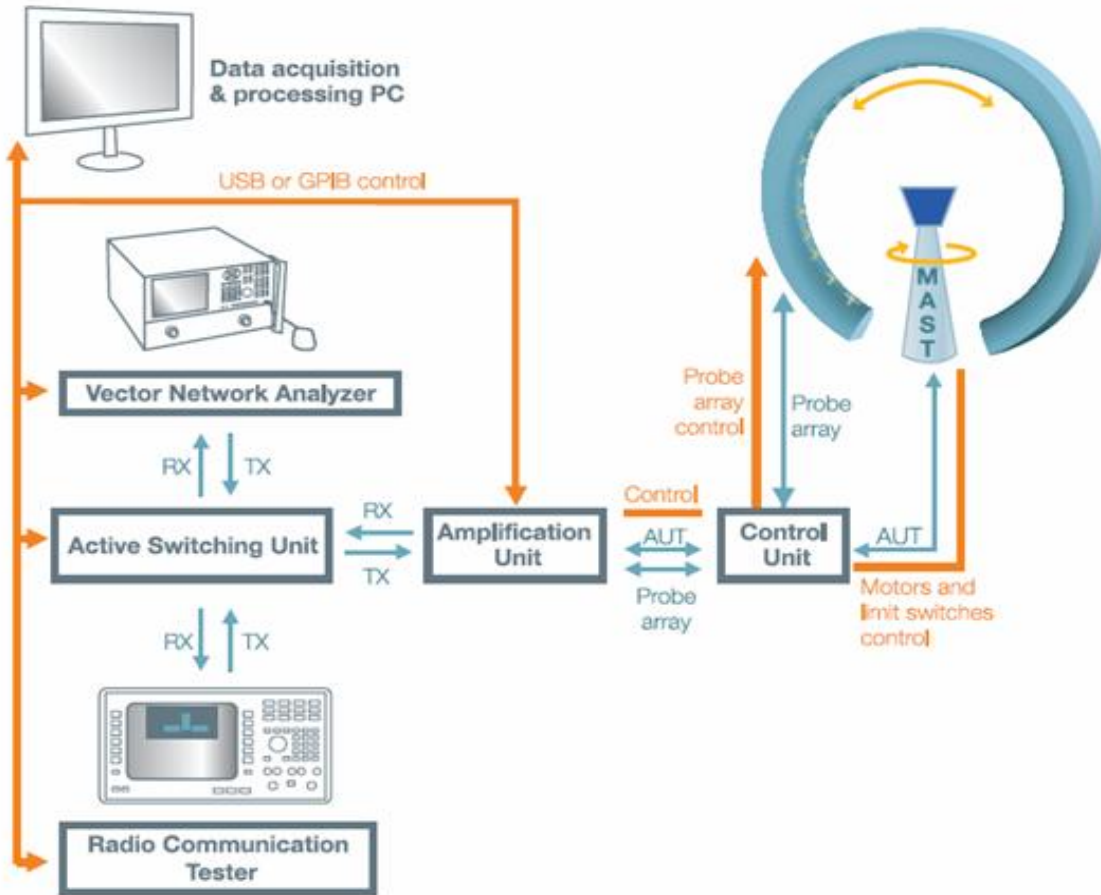 Data acquisition
& processing PC
USB or GPIB control
Vector Network Analyzer
RX
TX
Active Switching Unit
RX
TX
Amplification
Unit
Control
AUT
Probe
array
Control
Unit
Probe
array
control
Probe
array
MAST
AUT
Motors and
limit switches
control
RX
TX
Radio Communication
Tester